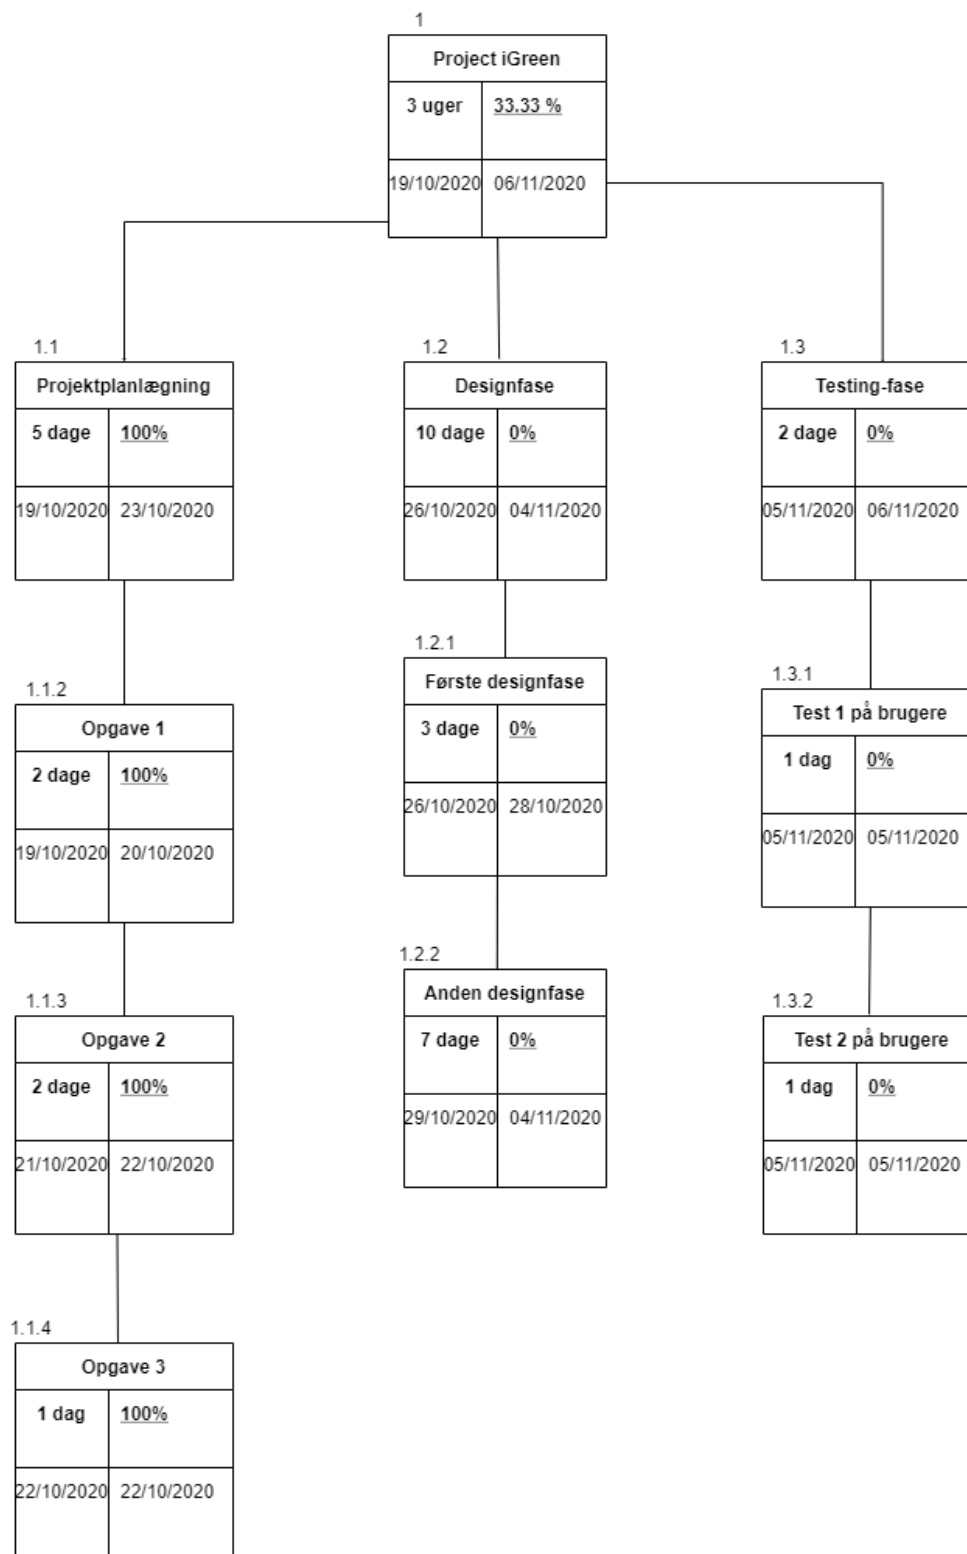 1
Project iGreen
3 uger 33.33 %
19/10/2020 06/11/2020
1.1
Projektplanlægning
5 dage 100%
19/10/2020 23/10/2020
1.1.2
Opgave 1
2 dage 100%
19/10/2020 20/10/2020
1.1.3
Opgave 2
2 dage 100%
21/10/2020 22/10/2020
1.1.4
Opgave 3
1 dag 100%
22/10/2020 22/10/2020
1.2
Designfase
10 dage 0%
26/10/2020 04/11/2020
1.2.1
Første designfase
3 dage 0%
26/10/2020 28/10/2020
1.2.2
Anden designfase
7 dage 0%
29/10/2020 04/11/2020
1.3
Testing-fase
2 dage 0%
05/11/2020 06/11/2020
1.3.1
Test 1 på brugere
1 dag 0%
05/11/2020 05/11/2020
1.3.2
Test 2 på brugere
1 dag 0%
05/11/2020 05/11/2020